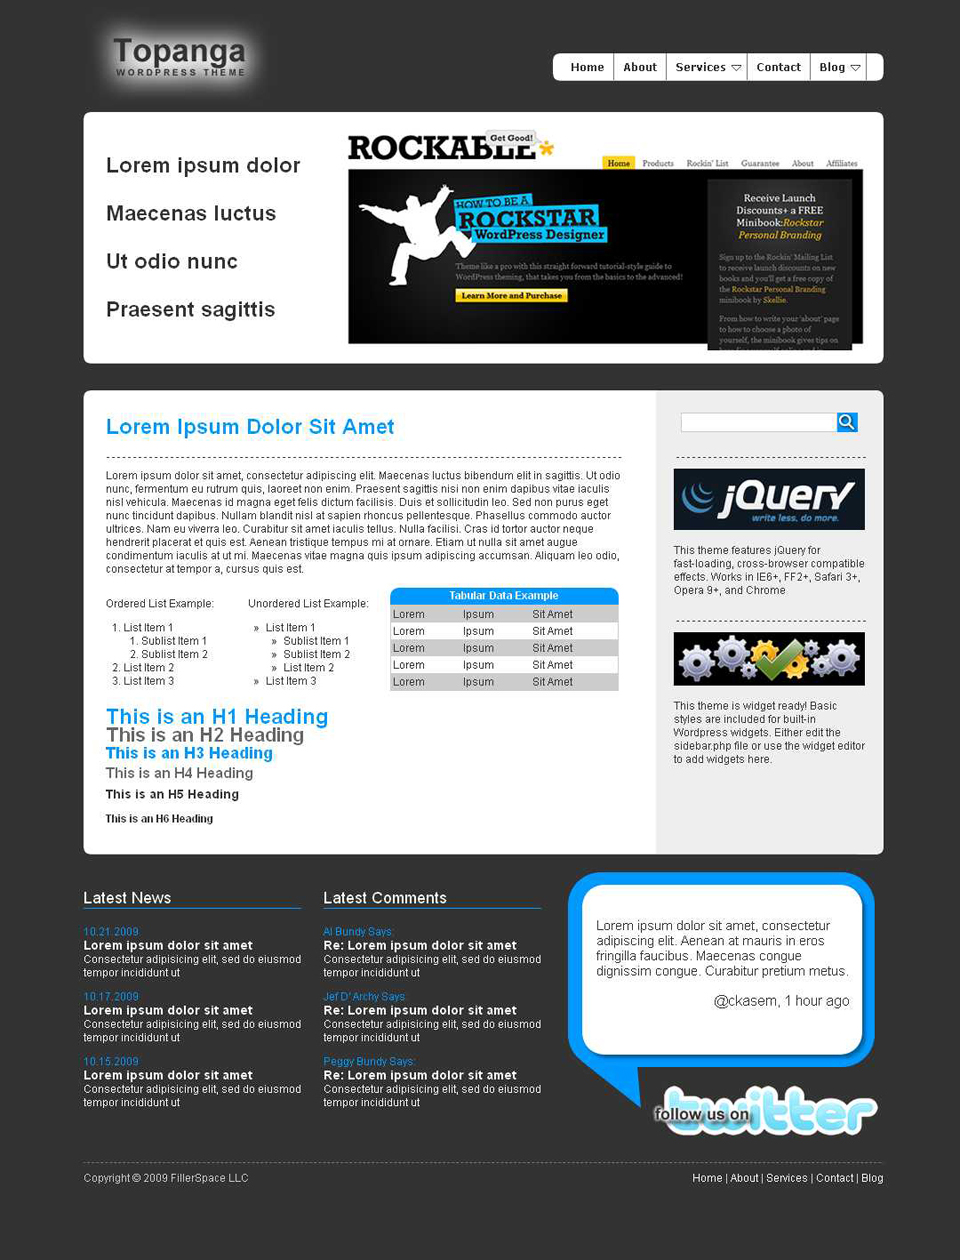 Topanga
WORDPRESS THEME
Home
About
Services
Contact
Blog
Lorem ipsum dolor
Maecenas luctus
Ut odio nunc
Praesent sagittis
Get Good!
ROCKABLE
Home
Products
Rockin' List
Guarantee
About
Affiliates
HOW TO BE A
ROCKSTAR
WordPress Designer
Theme like a pro with this straight forward tutorial-style guide to
WordPress theming, that takes you from the basics to the advanced!
Learn More and Purchase
Receive Launch
Discounts+ a FREE
Minibook:Rockstar
Personal Branding
Sign up to the Rockin' Mailing List
to receive launch discounts on new
books and you'll get a free copy of
the Rockstar Personal Branding
minibook by Skellie.
From how to write your 'about' page
to how to choose a photo of
yourself, the minibook gives tips on
Lorem Ipsum Dolor Sit Amet
Lorem ipsum dolor sit amet, consectetur adipiscing elit. Maecenas luctus bibendum elit in sagittis. Ut odio
nunc, fermentum eu rutrum quis, laoreet non enim. Praesent sagittis nisi non enim dapibus vitae iaculis
nisl vehicula. Maecenas id magna eget felis dictum facilisis. Duis et sollicitudin leo. Sed non purus eget
nunc tincidunt dapibus. Nullam blandit nisl at sapien rhoncus pellentesque. Phasellus commodo auctor
ultrices. Nam eu viverra leo. Curabitur sit amet iaculis tellus. Nulla facilisi. Cras id tortor auctor neque
hendrerit placerat et quis est. Aenean tristique tempus mi at ornare. Etiam ut nulla sit amet augue
condimentum iaculis at ut mi. Maecenas vitae magna quis ipsum adipiscing accumsan. Aliquam leo odio,
consectetur at tempor a, cursus quis est.
Ordered List Example:
1. List Item 1
1. Sublist Item 1
2. Sublist Item 2
2. List Item 2
3. List Item 3
Unordered List Example:
» List Item 1
» Sublist Item 1
» Sublist Item 2
» List Item 2
» List Item 3
Tabular Data Example
Lorem Ipsum Sit Amet
Lorem Ipsum Sit Amet
Lorem Ipsum Sit Amet
Lorem Ipsum Sit Amet
Lorem Ipsum Sit Amet
This is an H1 Heading
This is an H2 Heading
This is an H3 Heading
This is an H4 Heading
This is an H5 Heading
This is an H6 Heading
jQuery
write less, do more.
This theme features jQuery for
fast-loading, cross-browser compatible
effects. Works in IE6+, FF2+, Safari 3+,
Opera 9+, and Chrome
This theme is widget ready! Basic
styles are included for built-in
Wordpress widgets. Either edit the
sidebar.php file or use the widget editor
to add widgets here.
Latest News
10.21.2009
Lorem ipsum dolor sit amet
Consectetur adipisicing elit, sed do eiusmod
tempor incididunt ut
10.17.2009
Lorem ipsum dolor sit amet
Consectetur adipisicing elit, sed do eiusmod
tempor incididunt ut
10.15.2009
Lorem ipsum dolor sit amet
Consectetur adipisicing elit, sed do eiusmod
tempor incididunt ut
Latest Comments
Al Bundy Says:
Re: Lorem ipsum dolor sit amet
Consectetur adipisicing elit, sed do eiusmod
tempor incididunt ut
Jef D'Archy Says:
Re: Lorem ipsum dolor sit amet
Consectetur adipisicing elit, sed do eiusmod
tempor incididunt ut
Peggy Bundy Says:
Re: Lorem ipsum dolor sit amet
Consectetur adipisicing elit, sed do eiusmod
tempor incididunt ut
Lorem ipsum dolor sit amet, consectetur
adipiscing elit. Aenean at mauris in eros
fringilla faucibus. Maecenas congue
dignissim congue. Curabitur pretium metus.
@ckasem, 1 hour ago
follow us on twitter
Copyright © 2009 FillerSpace LLC
Home | About | Services | Contact | Blog